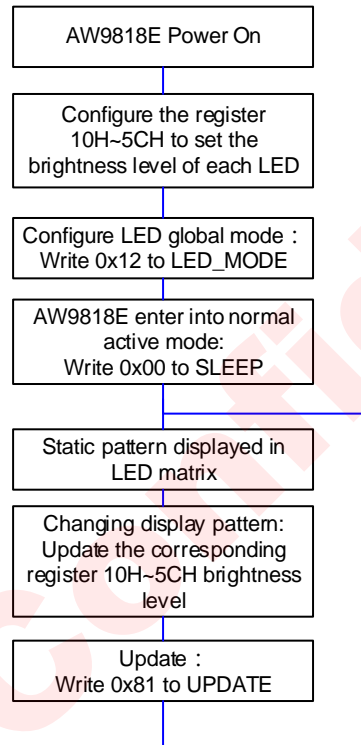 AW9818E Power On
Configure the register
10H~5CH to set the
brightness level of each LED
Configure LED global mode：
Write 0x12 to LED_MODE
AW9818E enter into normal
active mode:
Write 0x00 to SLEEP
Static pattern displayed in
LED matrix
Changing display pattern:
Update the corresponding
register 10H~5CH brightness
level
Update：
Write 0x81 to UPDATE